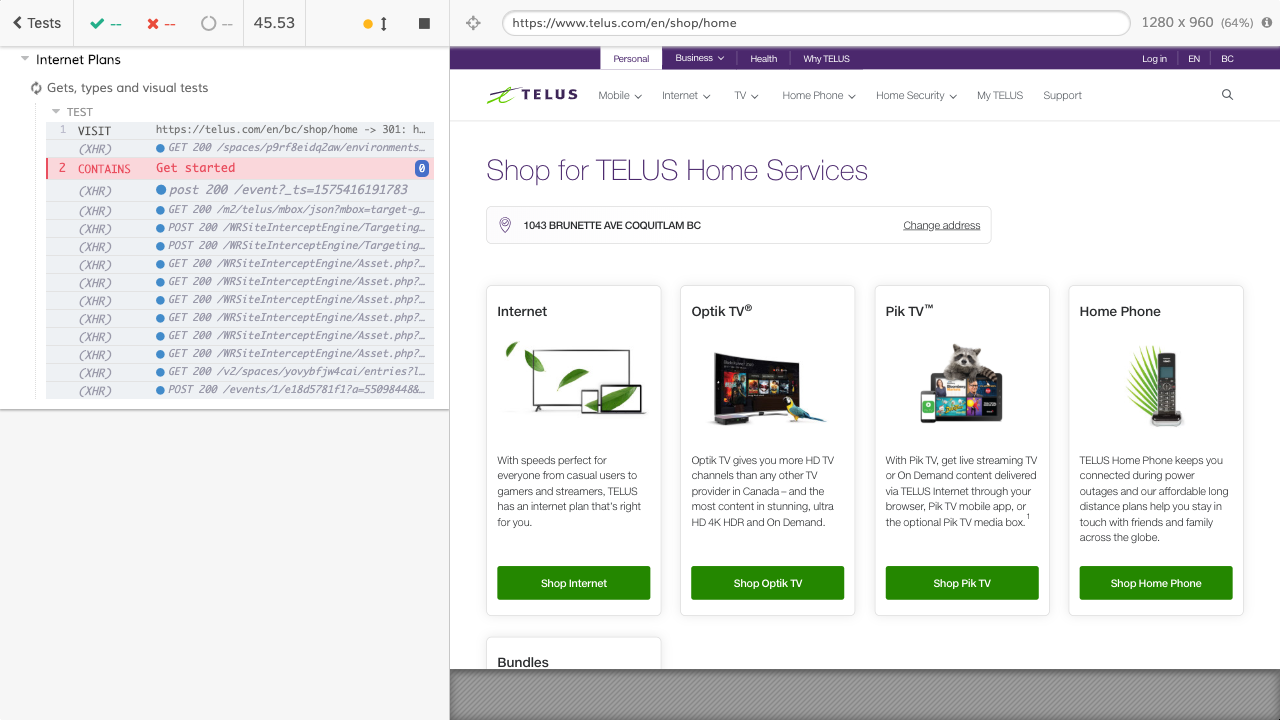 Tests
--
--
--
45.53
https://www.telus.com/en/shop/home
1280 x 960 (64%)
Internet Plans
Gets, types and visual tests
TEST
1 VISIT https://telus.com/en/bc/shop/home -> 301: h…
(XHR) GET 200 /spaces/p9rf8eidq2aw/environments…
2 CONTAINS Get started 0
(XHR) post 200 /event?_ts=1575416191783
(XHR) GET 200 /m2/telus/mbox/json?mbox=target-g…
(XHR) POST 200 /WRSiteInterceptEngine/Targeting…
(XHR) POST 200 /WRSiteInterceptEngine/Targeting…
(XHR) GET 200 /WRSiteInterceptEngine/Asset.php?…
(XHR) GET 200 /WRSiteInterceptEngine/Asset.php?…
(XHR) GET 200 /WRSiteInterceptEngine/Asset.php?…
(XHR) GET 200 /WRSiteInterceptEngine/Asset.php?…
(XHR) GET 200 /WRSiteInterceptEngine/Asset.php?…
(XHR) GET 200 /WRSiteInterceptEngine/Asset.php?…
(XHR) GET 200 /v2/spaces/yovybfjw4cai/entries?l…
(XHR) POST 200 /events/1/e18d5781f1?a=55098448&…
Personal Business Health Why TELUS Log in EN BC
TELUS Mobile Internet TV Home Phone Home Security My TELUS Support
Shop for TELUS Home Services
1043 BRUNETTE AVE COQUITLAM BC Change address
Internet
With speeds perfect for
everyone from casual users to
gamers and streamers, TELUS
has an internet plan that's right
for you.
Shop Internet
Optik TV®
Optik TV gives you more HD TV
channels than any other TV
provider in Canada – and the
most content in stunning, ultra
HD 4K HDR and On Demand.
Shop Optik TV
Pik TV™
With Pik TV, get live streaming TV
or On Demand content delivered
via TELUS Internet through your
browser, Pik TV mobile app, or
the optional Pik TV media box.1
Shop Pik TV
Home Phone
TELUS Home Phone keeps you
connected during power
outages and our affordable long
distance plans help you stay in
touch with friends and family
across the globe.
Shop Home Phone
Bundles